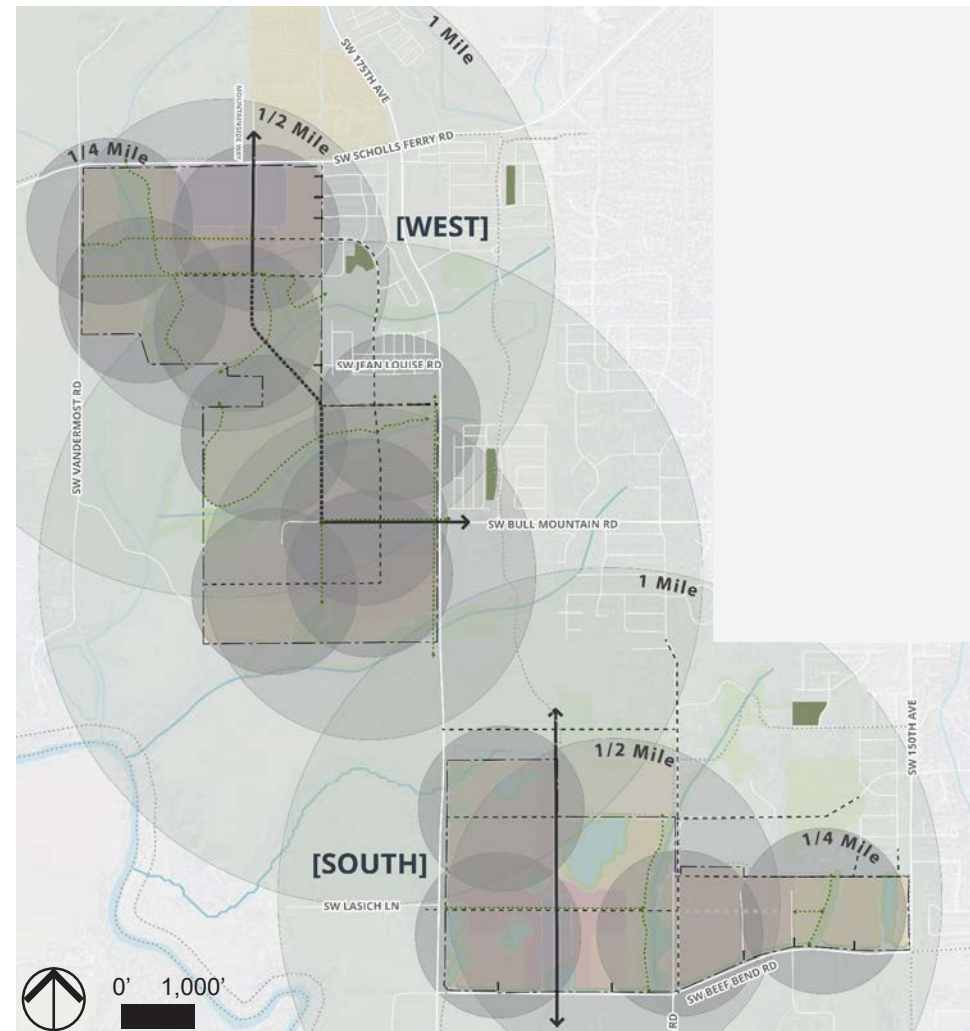 1 Mile
SW 175TH AVE
MOUNTAINSIDE WAY
1/2 Mile
SW SCHOLLS FERRY RD
1/4 Mile
[WEST]
SW JEAN LOUISE RD
SW VANDERMOST RD
SW BULL MOUNTAIN RD
1 Mile
SW 150TH AVE
1/2 Mile
1/4 Mile
[SOUTH]
SW LASICH LN
SW BEEF BEND RD
RD
0' 1,000'